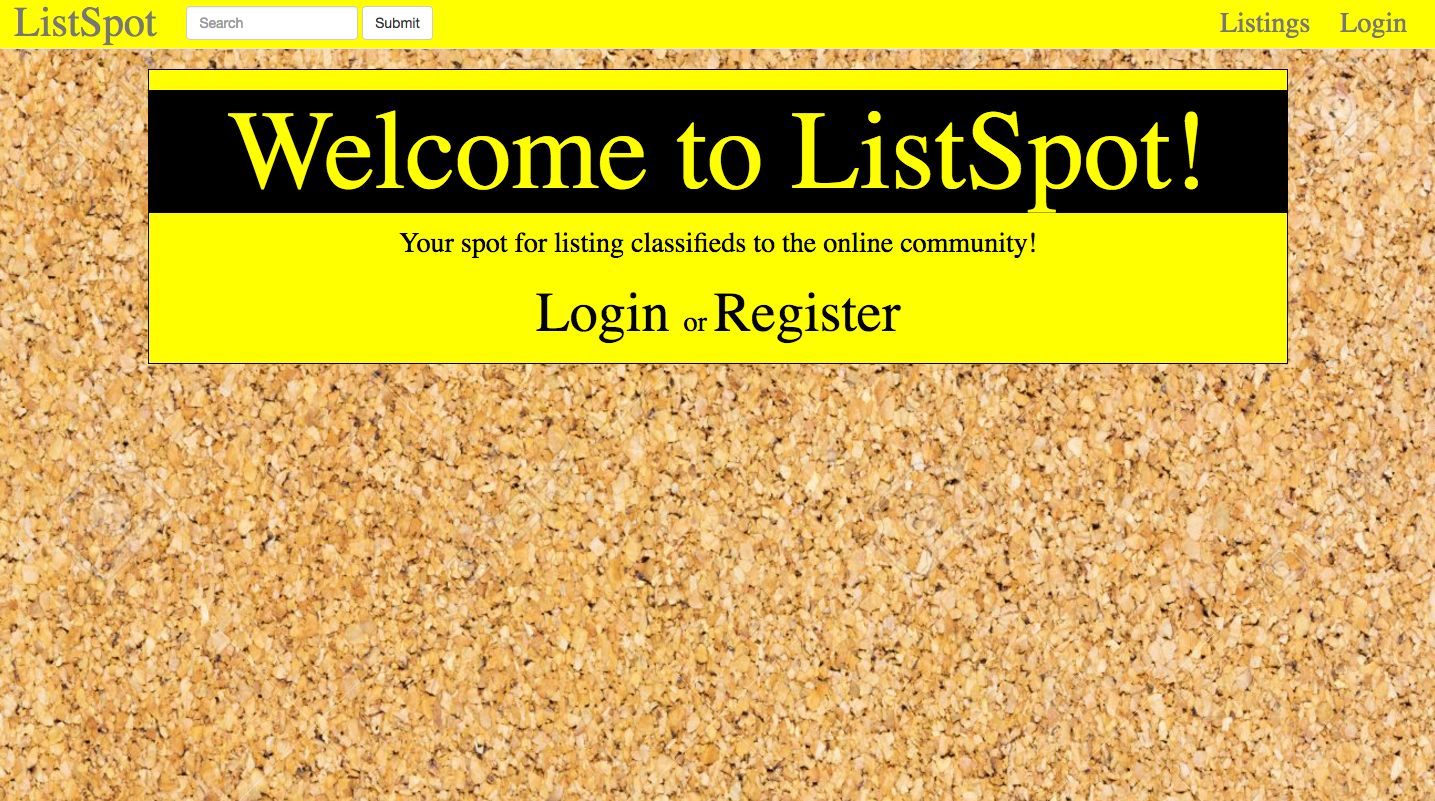 ListSpot Search Submit Listings Login
Welcome to ListSpot!
Your spot for listing classifieds to the online community!
Login or Register